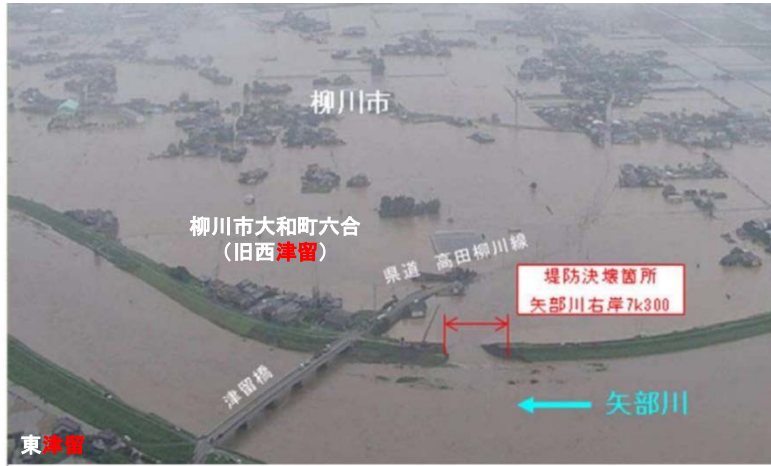 柳川市
柳川市大和町六合
（旧西津留）
県道 高田柳川線
堤防決壊箇所
矢部川右岸7k300
津留橋
矢部川
東津留